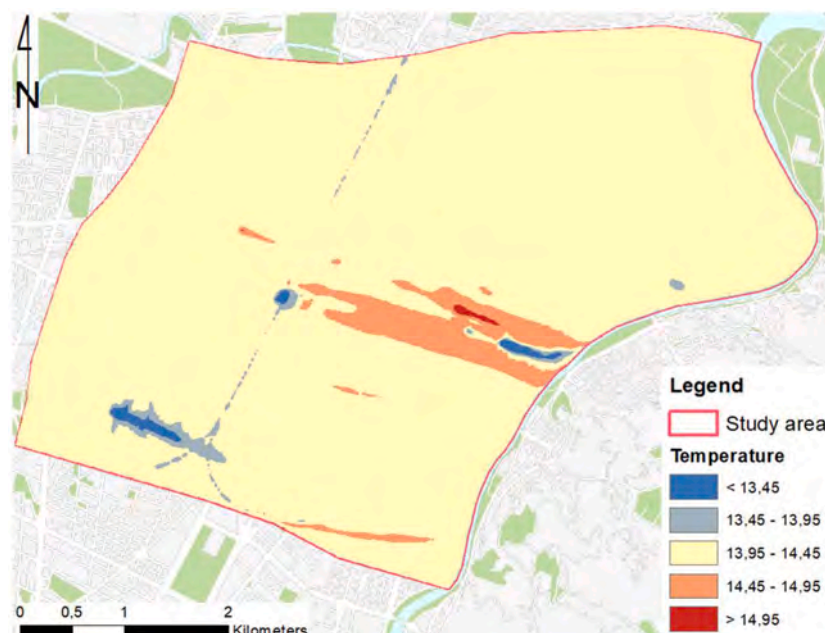 N
Legend
Study area
Temperature
< 13,45
13,45 - 13,95
13,95 - 14,45
14,45 - 14,95
> 14,95
0 0,5 1 2
Kilometers